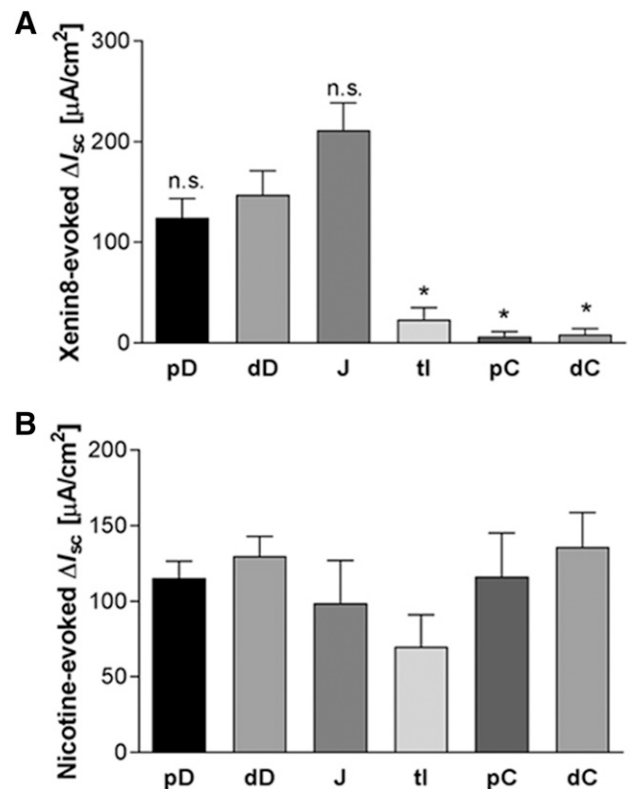 A
Xenin8-evoked ΔIsc [μA/cm²]
300
200
100
0
n.s.
n.s.
*
*
*
pD dD J tI pC dC
B
Nicotine-evoked ΔIsc [μA/cm²]
200
150
100
50
0
pD dD J tI pC dC